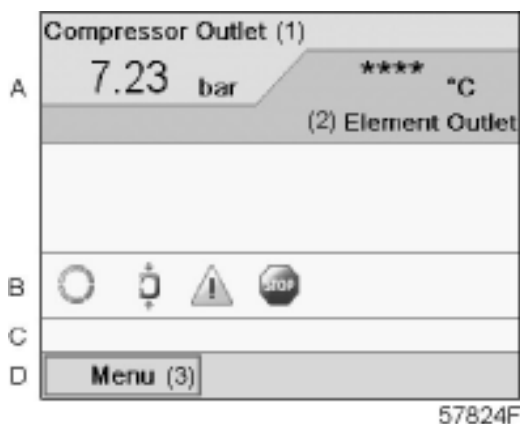 Compressor Outlet (1)
A 7.23 bar **** °C
(2) Element Outlet
B STOP
C
D Menu (3)
57824F